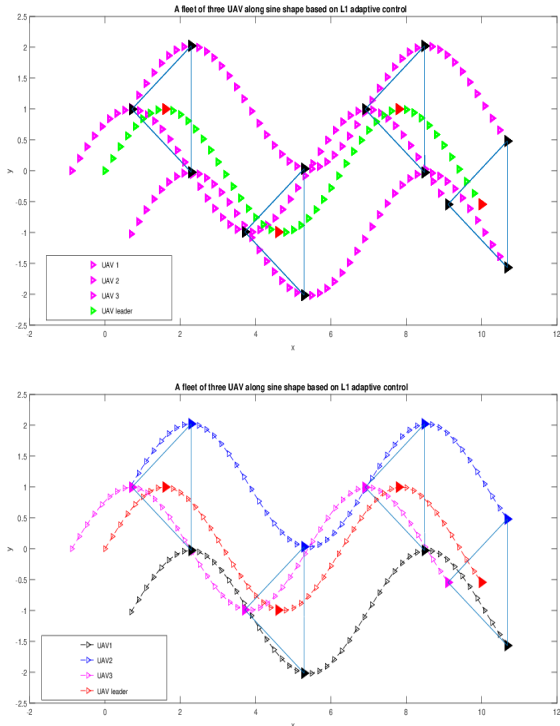 A fleet of three UAV along sine shape based on L1 adaptive control
2.5
2
1.5
1
0.5
0
-0.5
-1
-1.5
-2
-2.5
y
UAV 1
UAV 2
UAV 3
UAV leader
-2
0
2
4
6
8
10
12
x
A fleet of three UAV along sine shape based on L1 adaptive control
2.5
2
1.5
1
0.5
0
-0.5
-1
-1.5
-2
-2.5
y
UAV1
UAV2
UAV3
UAV leader
-2
0
2
4
6
8
10
12